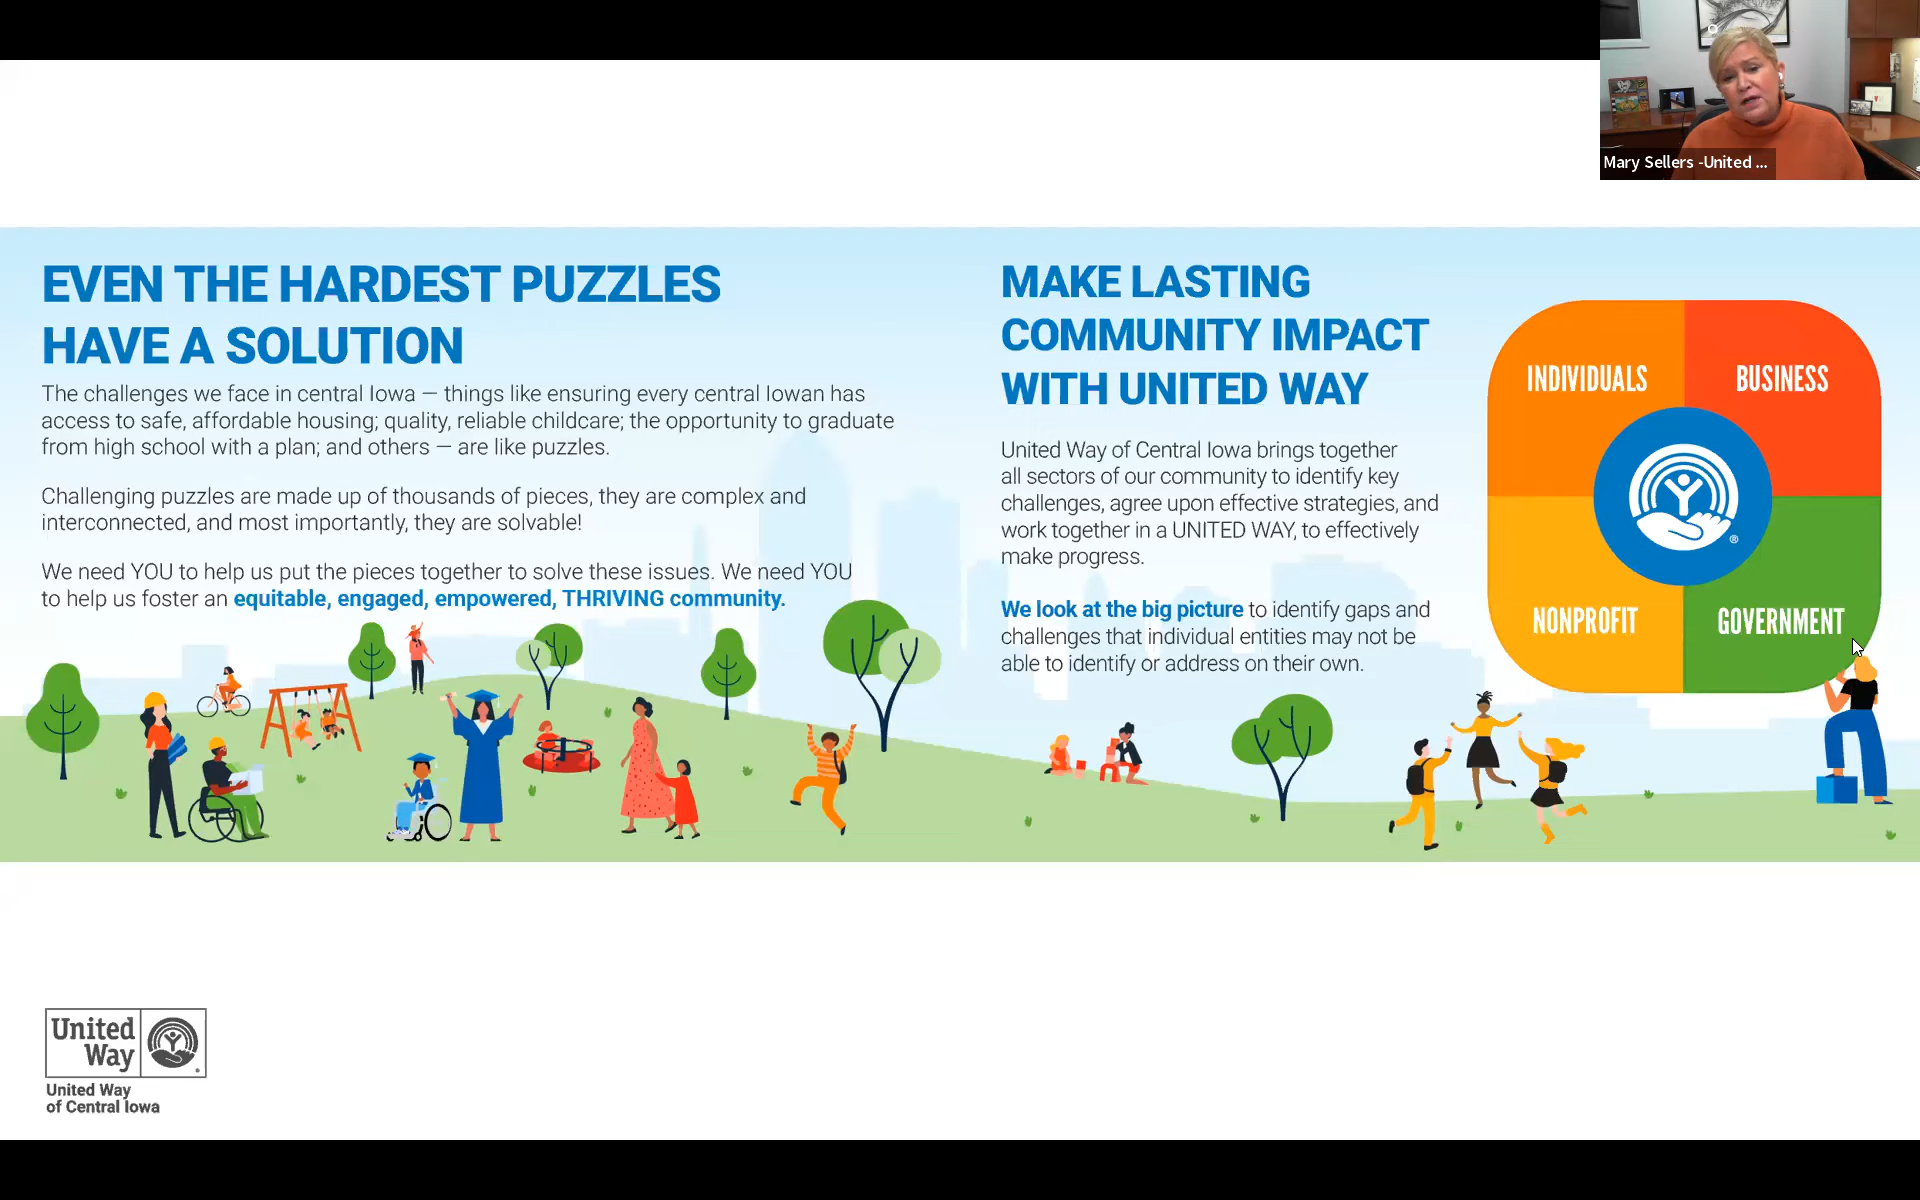 Mary Sellers -United ...
EVEN THE HARDEST PUZZLES
HAVE A SOLUTION
The challenges we face in central Iowa — things like ensuring every central Iowan has
access to safe, affordable housing; quality, reliable childcare; the opportunity to graduate
from high school with a plan; and others — are like puzzles.
Challenging puzzles are made up of thousands of pieces, they are complex and
interconnected, and most importantly, they are solvable!
We need YOU to help us put the pieces together to solve these issues. We need YOU
to help us foster an equitable, engaged, empowered, THRIVING community.
MAKE LASTING
COMMUNITY IMPACT
WITH UNITED WAY
United Way of Central Iowa brings together
all sectors of our community to identify key
challenges, agree upon effective strategies, and
work together in a UNITED WAY, to effectively
make progress.
We look at the big picture to identify gaps and
challenges that individual entities may not be
able to identify or address on their own.
INDIVIDUALS
BUSINESS
®
NONPROFIT
GOVERNMENT
United
Way
United Way
of Central Iowa